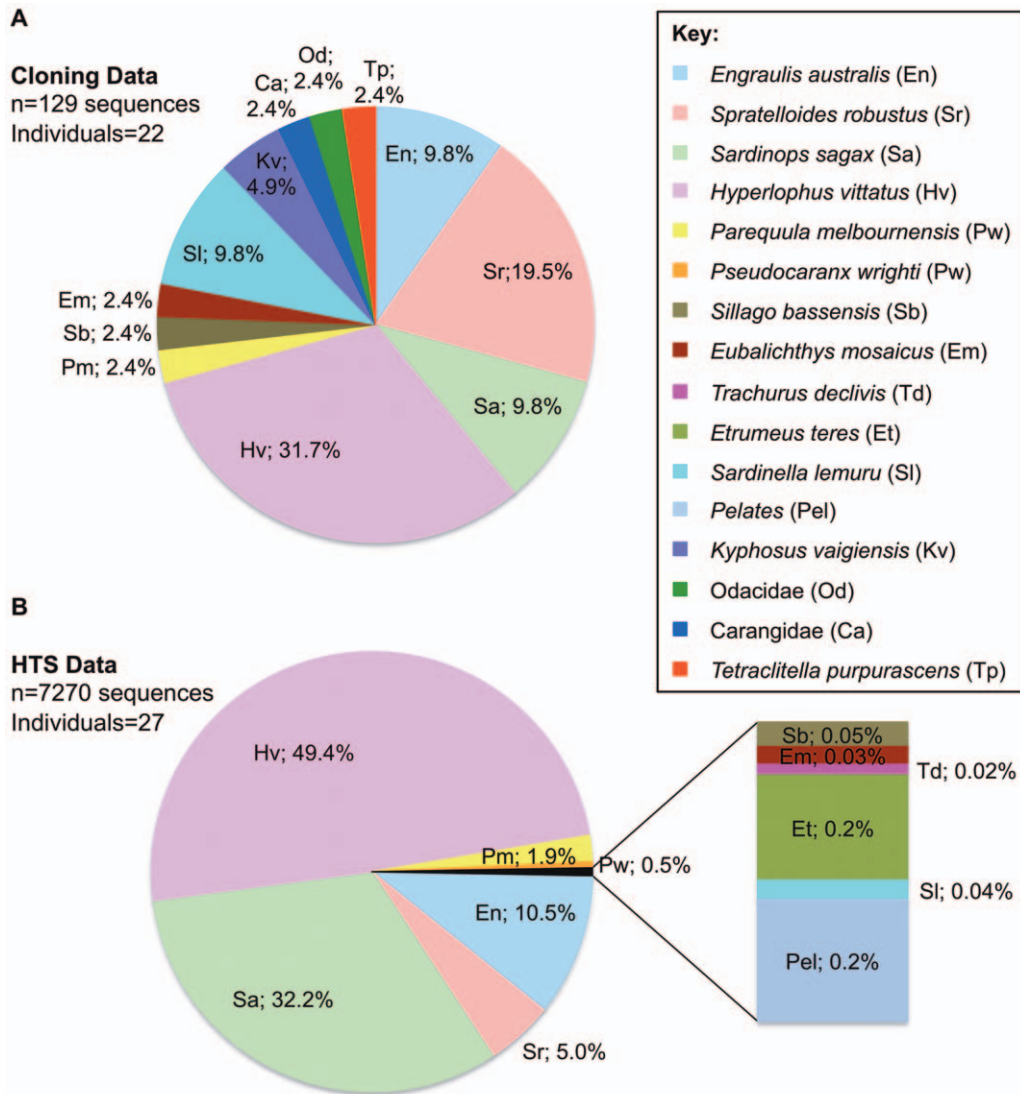 A
Cloning Data
n=129 sequences
Individuals=22
Od;
2.4%
Tp;
2.4%
Ca;
2.4%
Kv;
4.9%
En; 9.8%
Sl; 9.8%
Sr;19.5%
Em; 2.4%
Sb; 2.4%
Pm; 2.4%
Sa; 9.8%
Hv; 31.7%
Key:
Engraulis australis (En)
Spratelloides robustus (Sr)
Sardinops sagax (Sa)
Hyperlophus vittatus (Hv)
Parequula melbournensis (Pw)
Pseudocaranx wrighti (Pw)
Sillago bassensis (Sb)
Eubalichthys mosaicus (Em)
Trachurus declivis (Td)
Etrumeus teres (Et)
Sardinella lemuru (Sl)
Pelates (Pel)
Kyphosus vaigiensis (Kv)
Odacidae (Od)
Carangidae (Ca)
Tetraclitella purpurascens (Tp)
B
HTS Data
n=7270 sequences
Individuals=27
Hv; 49.4%
Pm; 1.9%
Pw; 0.5%
En; 10.5%
Sa; 32.2%
Sr; 5.0%
Sb; 0.05%
Em; 0.03%
Td; 0.02%
Et; 0.2%
Sl; 0.04%
Pel; 0.2%